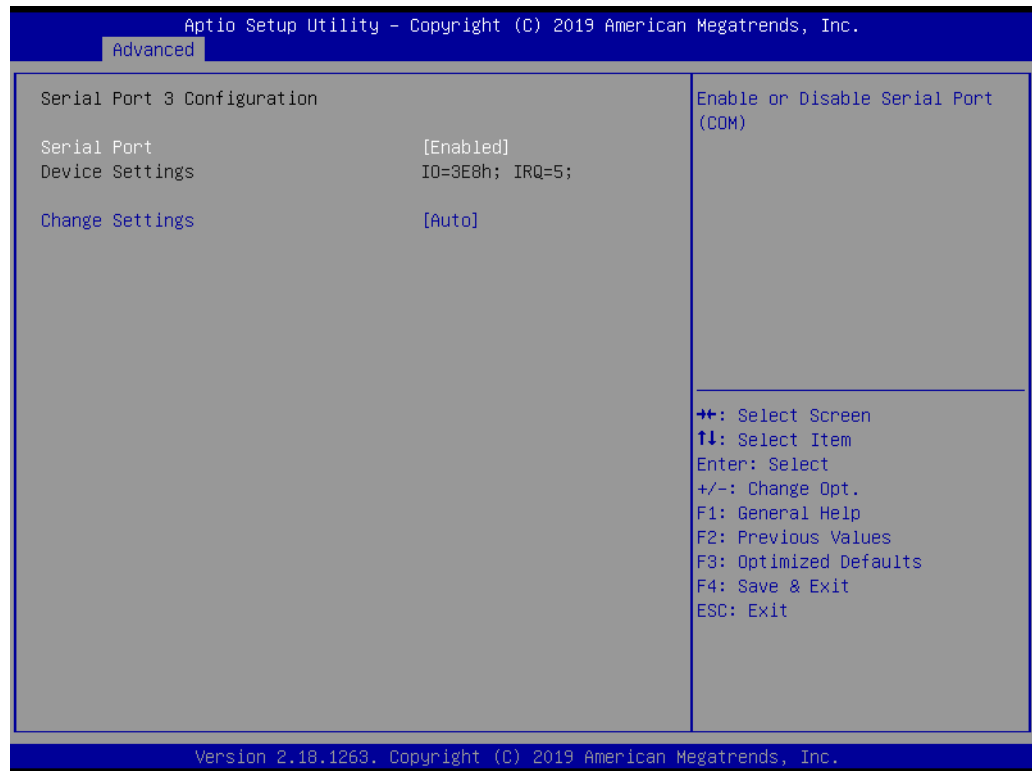 Aptio Setup Utility – Copyright (C) 2019 American Megatrends, Inc.
Advanced
Serial Port 3 Configuration
Serial Port [Enabled]
Device Settings IO=3E8h; IRQ=5;
Change Settings [Auto]
Enable or Disable Serial Port
(COM)
→←: Select Screen
↑↓: Select Item
Enter: Select
+/-: Change Opt.
F1: General Help
F2: Previous Values
F3: Optimized Defaults
F4: Save & Exit
ESC: Exit
Version 2.18.1263. Copyright (C) 2019 American Megatrends, Inc.